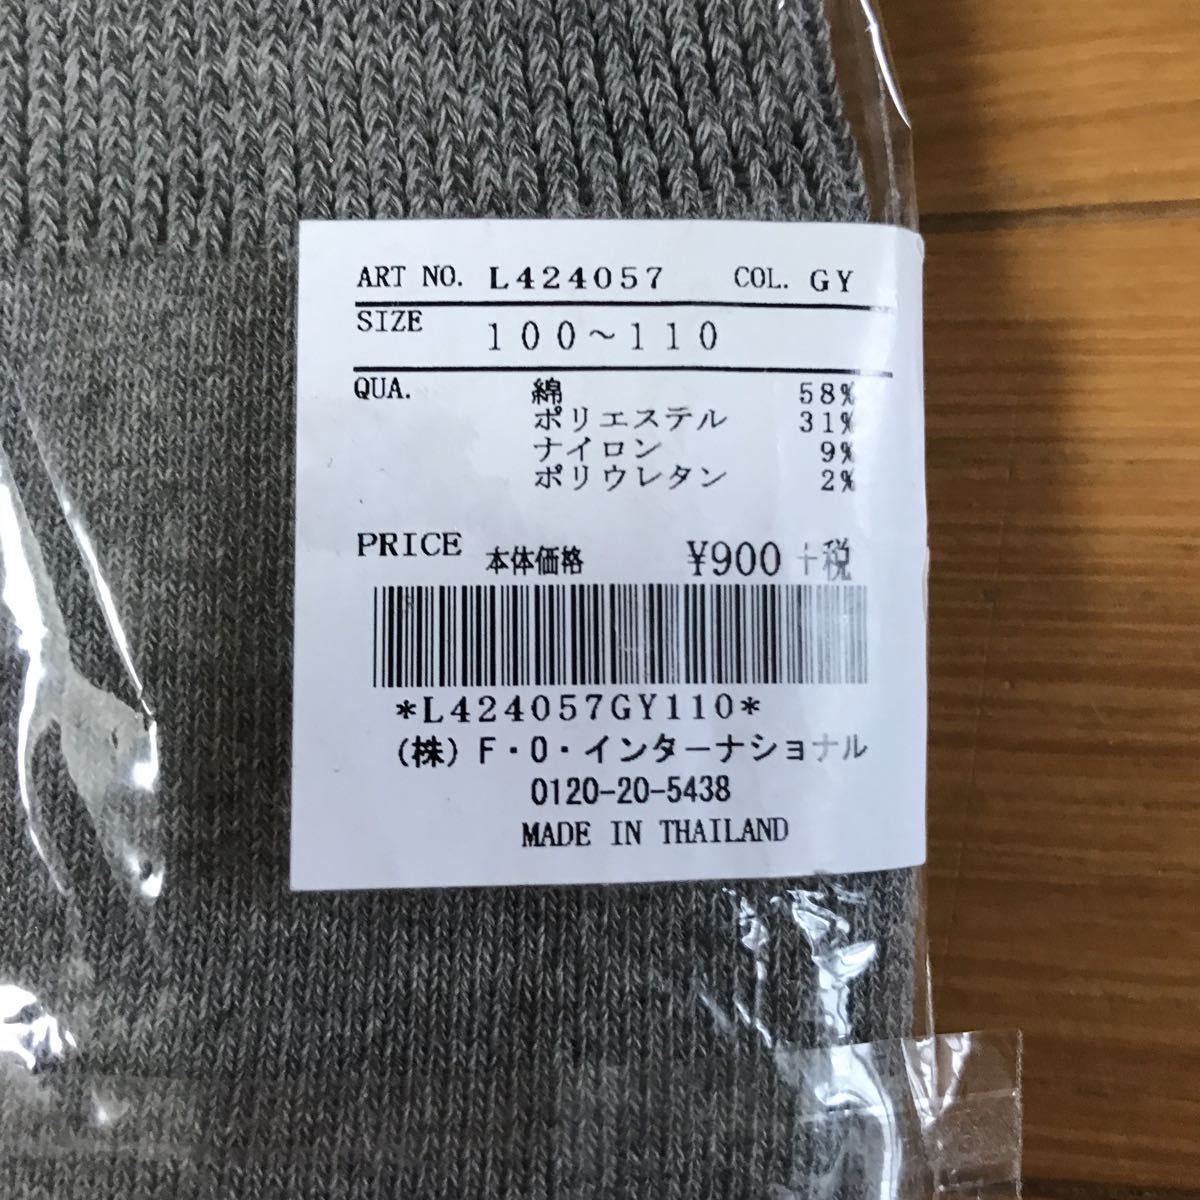 ART NO. L424057 COL. GY
SIZE 100~110
QUA. 綿 58%
ポリエステル 31%
ナイロン 9%
ポリウレタン 2%
PRICE 本体価格 ¥900 +税
*L424057GY110*
(株)F・O・インターナショナル
0120-20-5438
MADE IN THAILAND